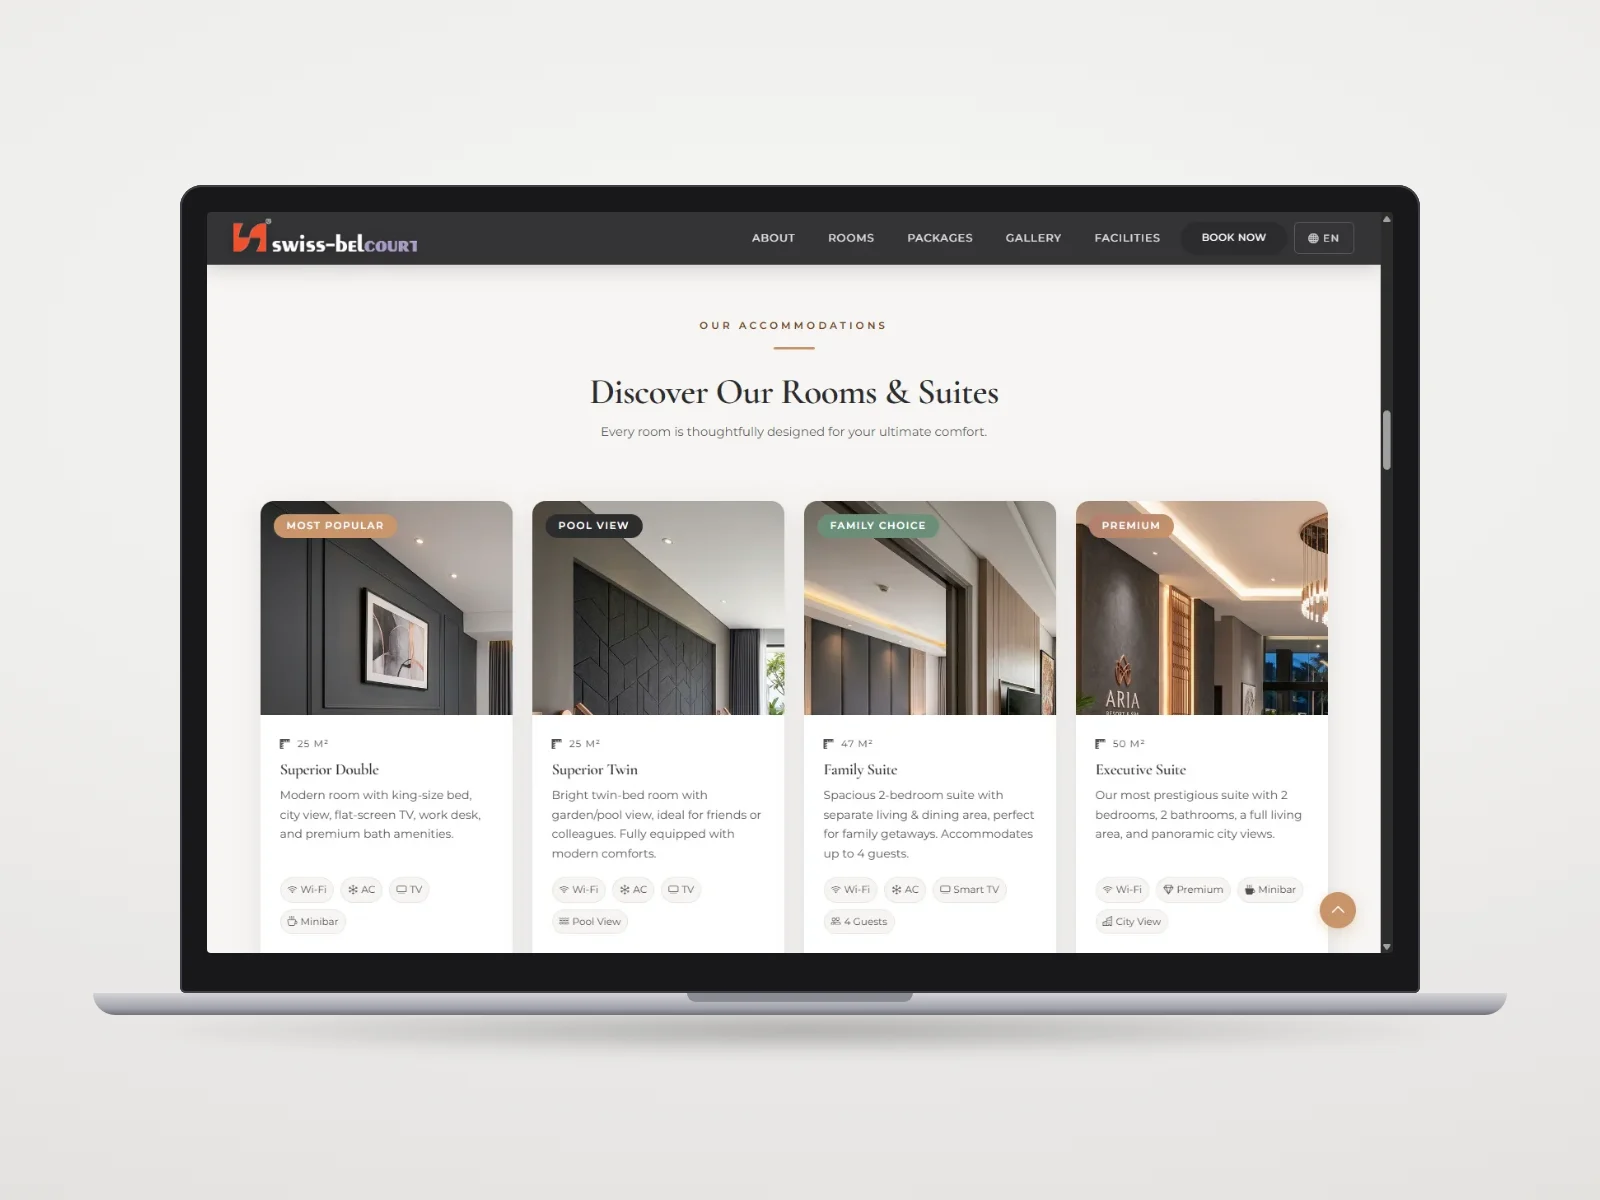 swiss-belcourt
ABOUT ROOMS PACKAGES GALLERY FACILITIES BOOK NOW EN
OUR ACCOMMODATIONS
Discover Our Rooms & Suites
Every room is thoughtfully designed for your ultimate comfort.
MOST POPULAR
25 M²
Superior Double
Modern room with king-size bed,
city view, flat-screen TV, work desk,
and premium bath amenities.
Wi-Fi AC TV
Minibar
POOL VIEW
25 M²
Superior Twin
Bright twin-bed room with
garden/pool view, ideal for friends or
colleagues. Fully equipped with
modern comforts.
Wi-Fi AC TV
Pool View
FAMILY CHOICE
47 M²
Family Suite
Spacious 2-bedroom suite with
separate living & dining area, perfect
for family getaways. Accommodates
up to 4 guests.
Wi-Fi AC Smart TV
4 Guests
PREMIUM
ARIA
RESORT & SPA
50 M²
Executive Suite
Our most prestigious suite with 2
bedrooms, 2 bathrooms, a full living
area, and panoramic city views.
Wi-Fi Premium Minibar
City View